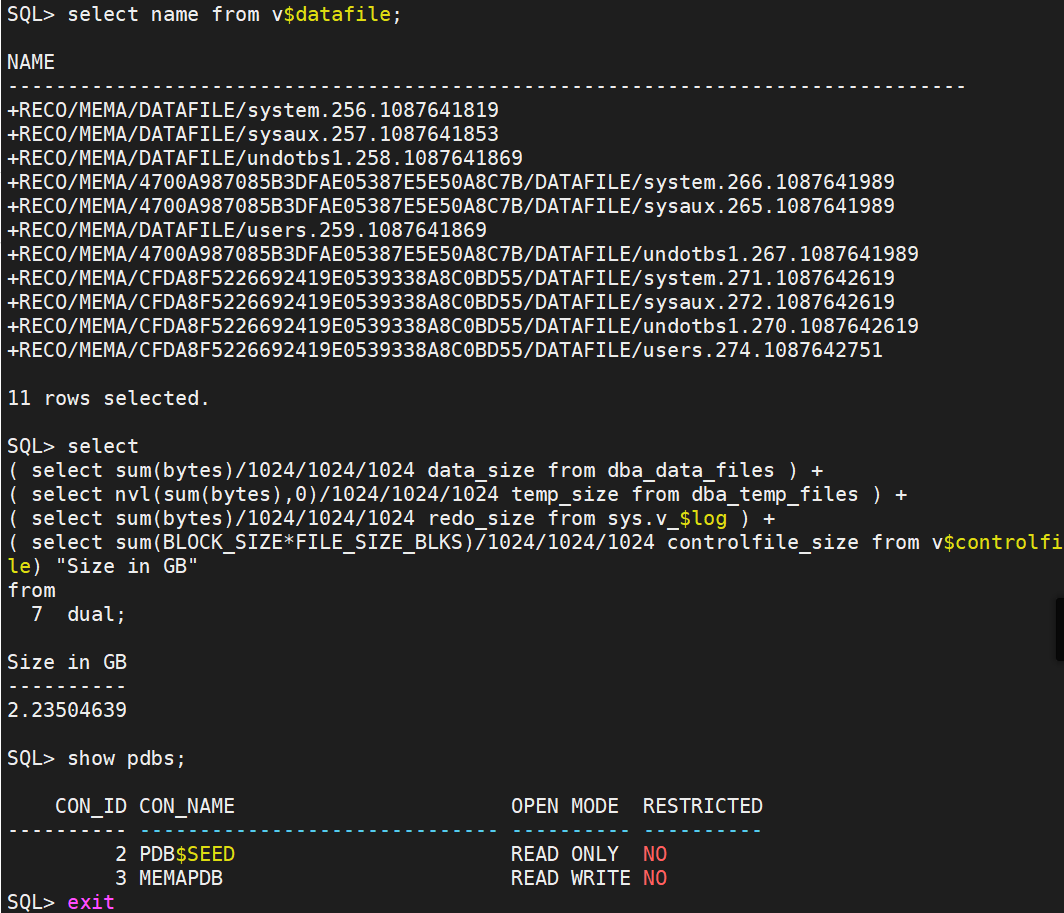 SQL> select name from v$datafile;
NAME
--------------------------------------------------------------------------------
+RECO/MEMA/DATAFILE/system.256.1087641819
+RECO/MEMA/DATAFILE/sysaux.257.1087641853
+RECO/MEMA/DATAFILE/undotbs1.258.1087641869
+RECO/MEMA/4700A987085B3DFAE05387E5E50A8C7B/DATAFILE/system.266.1087641989
+RECO/MEMA/4700A987085B3DFAE05387E5E50A8C7B/DATAFILE/sysaux.265.1087641989
+RECO/MEMA/DATAFILE/users.259.1087641869
+RECO/MEMA/4700A987085B3DFAE05387E5E50A8C7B/DATAFILE/undotbs1.267.1087641989
+RECO/MEMA/CFDA8F5226692419E0539338A8C0BD55/DATAFILE/system.271.1087642619
+RECO/MEMA/CFDA8F5226692419E0539338A8C0BD55/DATAFILE/sysaux.272.1087642619
+RECO/MEMA/CFDA8F5226692419E0539338A8C0BD55/DATAFILE/undotbs1.270.1087642619
+RECO/MEMA/CFDA8F5226692419E0539338A8C0BD55/DATAFILE/users.274.1087642751
11 rows selected.
SQL> select
( select sum(bytes)/1024/1024/1024 data_size from dba_data_files ) +
( select nvl(sum(bytes),0)/1024/1024/1024 temp_size from dba_temp_files ) +
( select sum(bytes)/1024/1024/1024 redo_size from sys.v_$log ) +
( select sum(BLOCK_SIZE*FILE_SIZE_BLKS)/1024/1024/1024 controlfile_size from v$controlfi
le) "Size in GB"
from
  7  dual;
Size in GB
----------
2.23504639
SQL> show pdbs;
    CON_ID CON_NAME                       OPEN MODE  RESTRICTED
---------- ------------------------------ ---------- ----------
         2 PDB$SEED                       READ ONLY  NO
         3 MEMAPDB                        READ WRITE NO
SQL> exit